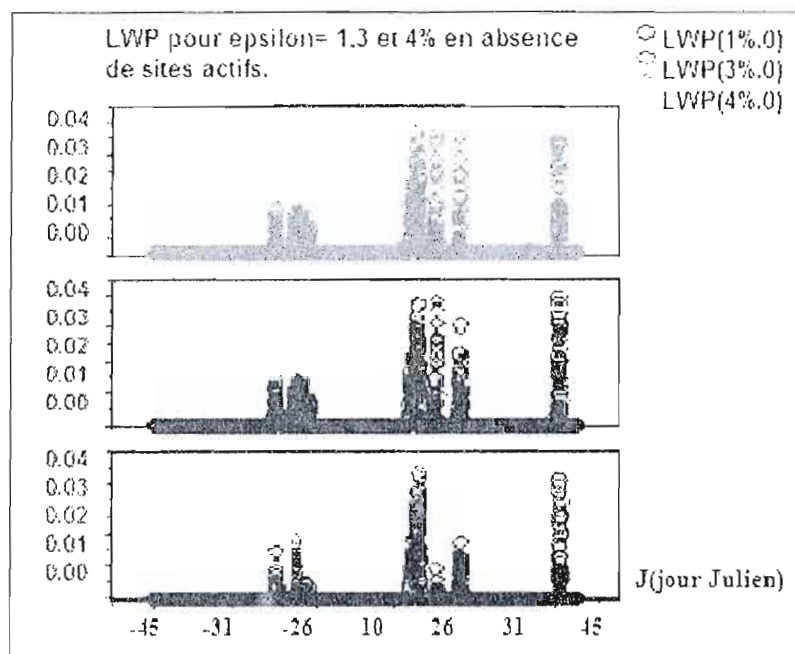 LWP pour epsilon= 1.3 et 4% en absence
de sites actifs.
LWP(1%.0)
LWP(3%.0)
LWP(4%.0)
0.04
0.03
0.02
0.01
0.00
0.04
0.03
0.02
0.01
0.00
0.04
0.03
0.02
0.01
0.00
J(jour Julien)
-45 -31 -26 10 26 31 45